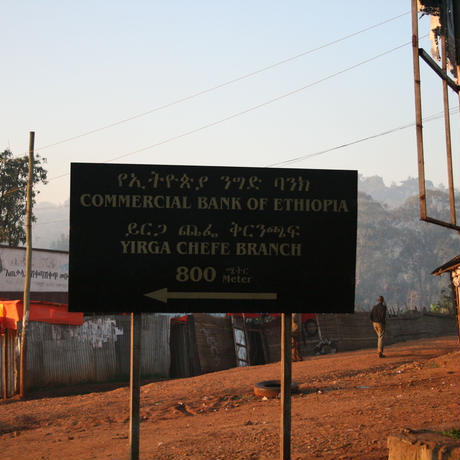 የኢትዮጵያ ንግድ ባንክ
COMMERCIAL BANK OF ETHIOPIA
ይርጋ ጨፌ ቅርንጫፍ
YIRGA CHEFE BRANCH
800 ሜትር
Meter